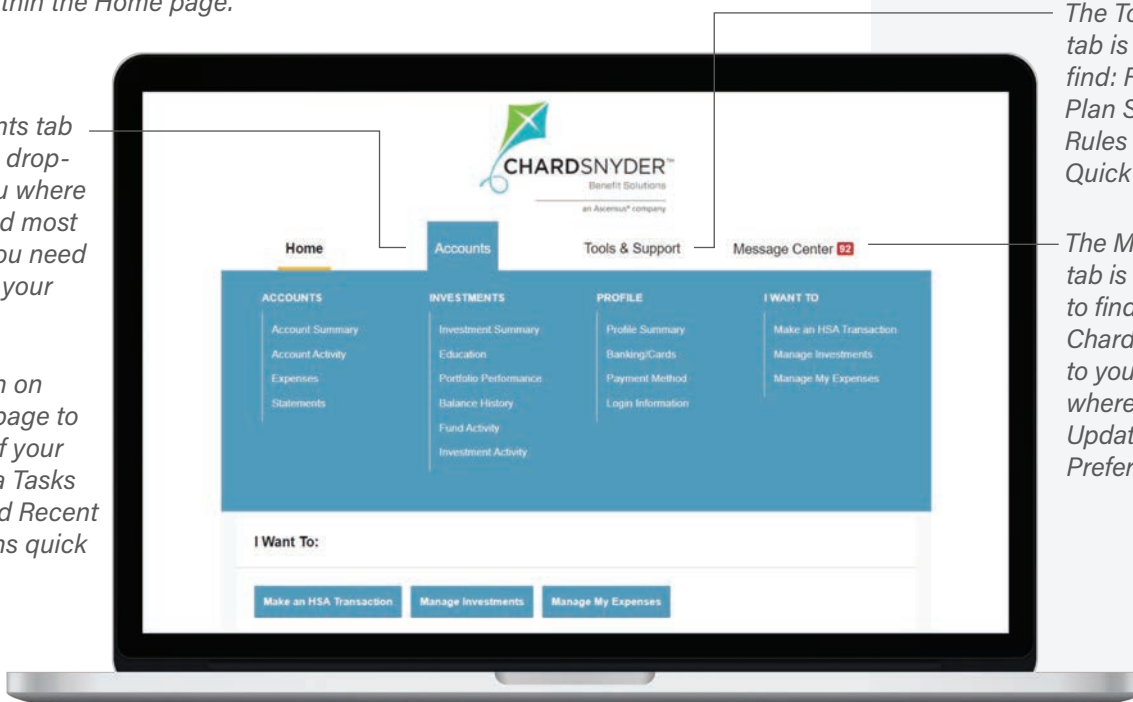 thin the Home page.
nts tab
drop-
u where
d most
ou need
your
n on
page to
f your
a Tasks
d Recent
ns quick
CHARDSNYDER™
Benefit Solutions
an Ascensus® company
Home Accounts Tools & Support Message Center 92
ACCOUNTS
Account Summary
Account Activity
Expenses
Statements
INVESTMENTS
Investment Summary
Education
Portfolio Performance
Balance History
Fund Activity
Investment Activity
PROFILE
Profile Summary
Banking/Cards
Payment Method
Login Information
I WANT TO
Make an HSA Transaction
Manage Investments
Manage My Expenses
I Want To:
Make an HSA Transaction Manage Investments Manage My Expenses
The To
tab is
find: F
Plan S
Rules
Quick
The M
tab is
to find
Chard
to you
where
Updat
Prefer